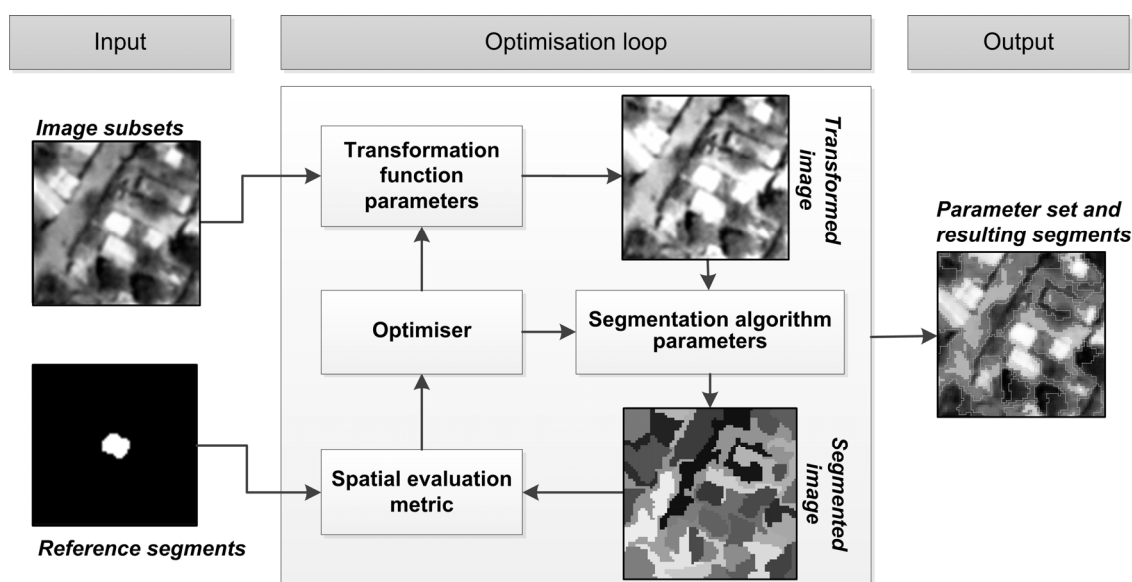 Input
Optimisation loop
Output
Image subsets
Transformation
function
parameters
Transformed
image
Parameter set and
resulting segments
Optimiser
Segmentation algorithm
parameters
Spatial evaluation
metric
Segmented
image
Reference segments